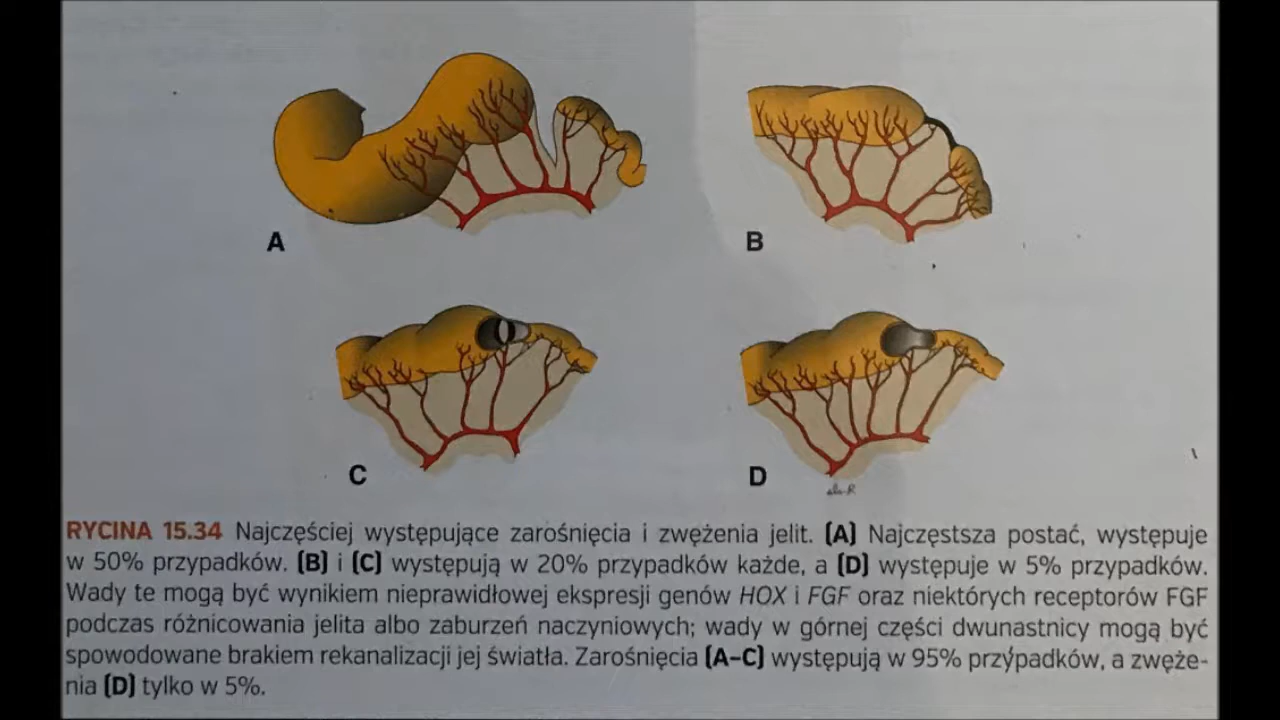 A
B
C
D
RYCINA 15.34 Najczęściej występujące zarośnięcia i zwężenia jelit. (A) Najczęstsza postać, występuje
w 50% przypadków. (B) i (C) występują w 20% przypadków każde, a (D) występuje w 5% przypadków.
Wady te mogą być wynikiem nieprawidłowej ekspresji genów HOX i FGF oraz niektórych receptorów FGF
podczas różnicowania jelita albo zaburzeń naczyniowych; wady w górnej części dwunastnicy mogą być
spowodowane brakiem rekanalizacji jej światła. Zarośnięcia (A–C) występują w 95% przypadków, a zwęże-
nia (D) tylko w 5%.